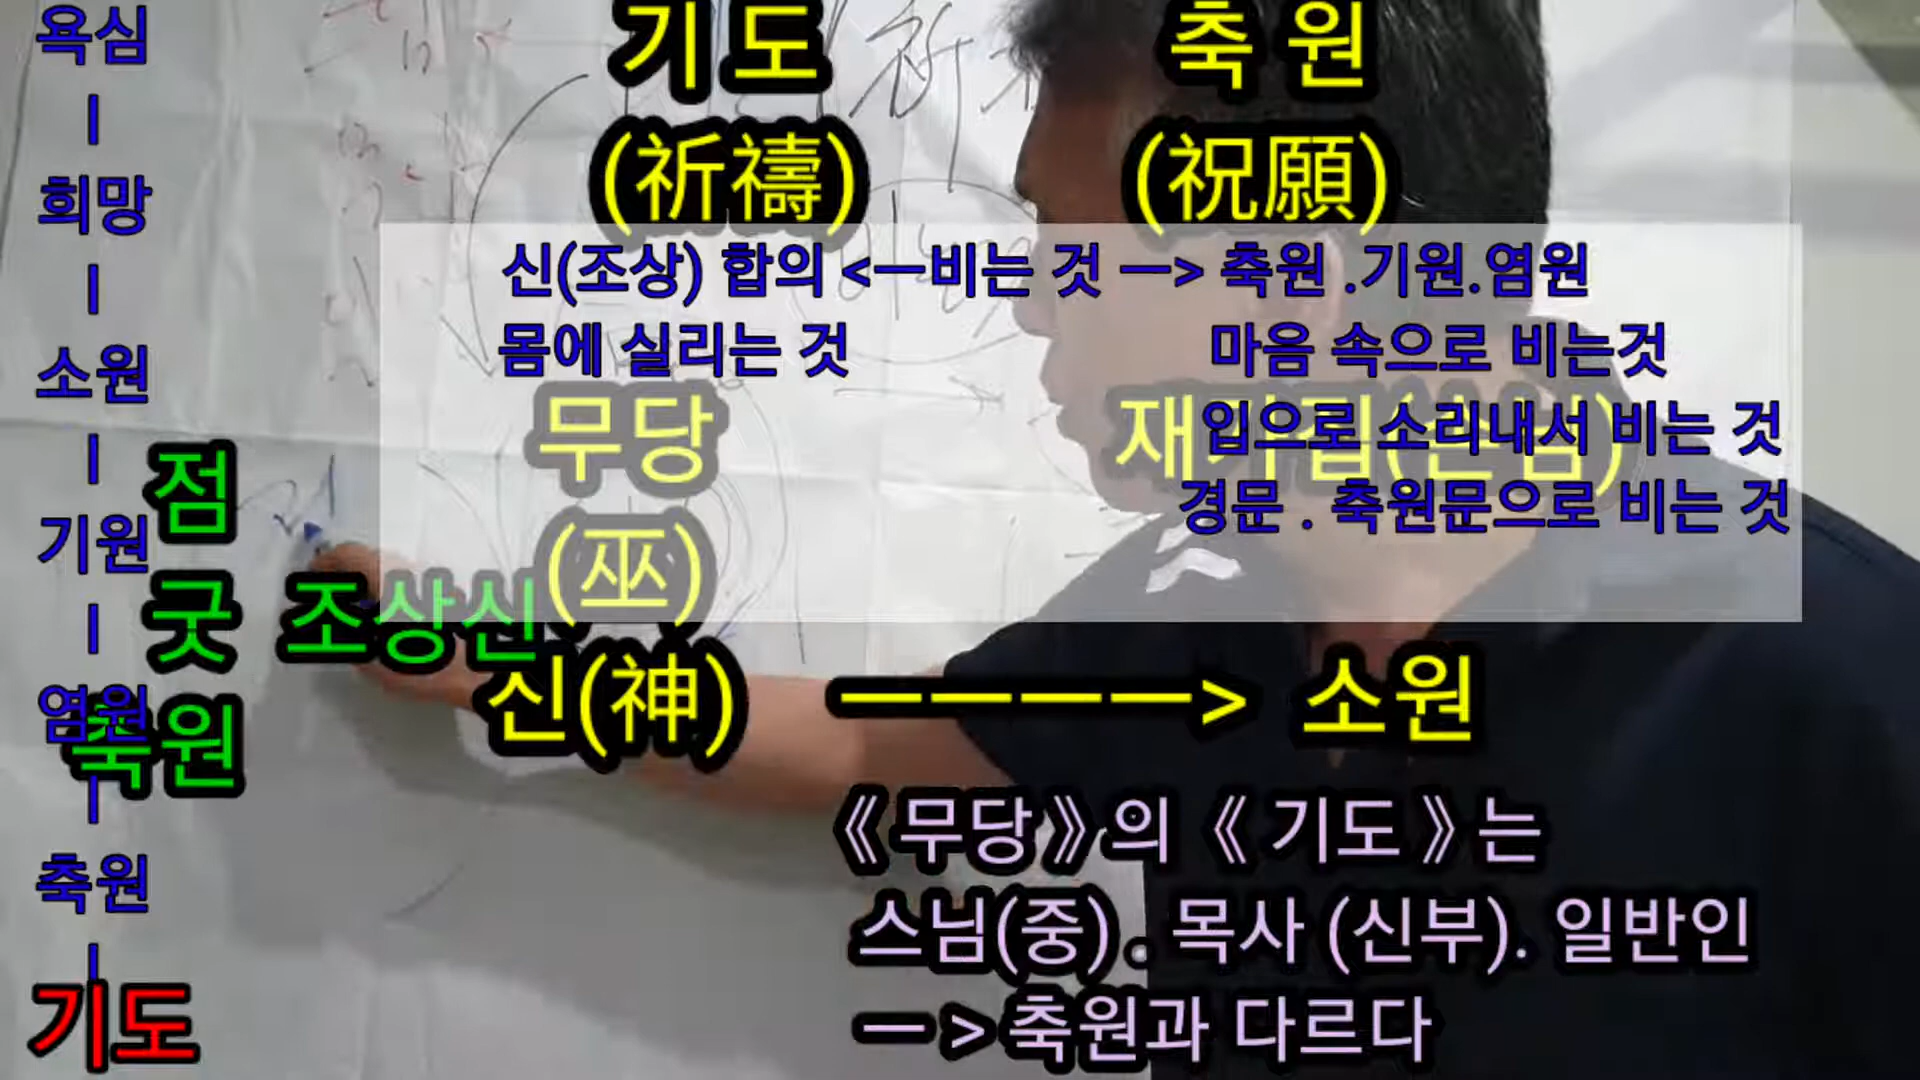 욕심
ㅣ
희망
ㅣ
소원
ㅣ
기원
ㅣ
염원
ㅣ
축원
ㅣ
기도
점
굿 조상신
축원
기도 축원
(祈禱) (祝願)
신(조상) 합의 <ㅡ비는 것 ㅡ> 축원 .기원.염원
몸에 실리는 것 마음 속으로 비는것
입으로 소리내서 비는 것
경문 . 축원문으로 비는 것
무당
(巫)
신(神) ㅡㅡㅡㅡ> 소원
《 무당 》의 《 기도 》는
스님(중) . 목사 (신부). 일반인
ㅡ > 축원과 다르다